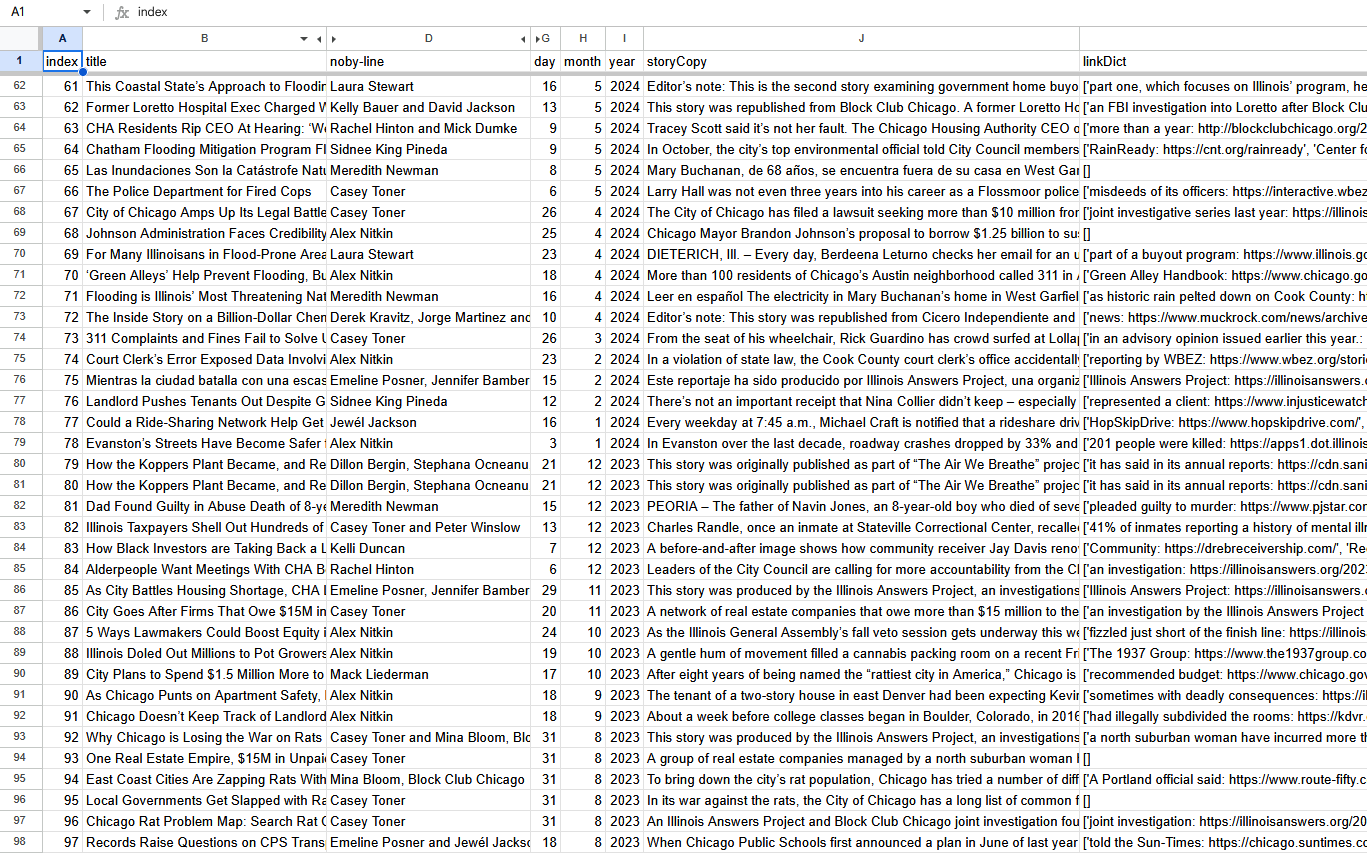 A1 fx index
A B D G H I J
1 index title noby-line day month year storyCopy linkDict
62 61 This Coastal State's Approach to Floodin Laura Stewart 16 5 2024 Editor's note: This is the second story examining government home buyo ['part one, which focuses on Illinois' program, he
63 62 Former Loretto Hospital Exec Charged W Kelly Bauer and David Jackson 13 5 2024 This story was republished from Block Club Chicago. A former Loretto Ho ['an FBI investigation into Loretto after Block Clu
64 63 CHA Residents Rip CEO At Hearing: 'We Rachel Hinton and Mick Dumke 9 5 2024 Tracey Scott said it's not her fault. The Chicago Housing Authority CEO o ['more than a year: http://blockclubchicago.org/2
65 64 Chatham Flooding Mitigation Program Fl Sidnee King Pineda 9 5 2024 In October, the city's top environmental official told City Council members ['RainReady: https://cnt.org/rainready', 'Center fo
66 65 Las Inundaciones Son la Catástrofe Natu Meredith Newman 8 5 2024 Mary Buchanan, de 68 años, se encuentra fuera de su casa en West Gar []
67 66 The Police Department for Fired Cops Casey Toner 6 5 2024 Larry Hall was not even three years into his career as a Flossmoor police ['misdeeds of its officers: https://interactive.wbez
68 67 City of Chicago Amps Up Its Legal Battle Casey Toner 26 4 2024 The City of Chicago has filed a lawsuit seeking more than $10 million from ['joint investigative series last year: https://illinois
69 68 Johnson Administration Faces Credibility Alex Nitkin 25 4 2024 Chicago Mayor Brandon Johnson's proposal to borrow $1.25 billion to sus []
70 69 For Many Illinoisans in Flood-Prone Area Laura Stewart 23 4 2024 DIETERICH, Ill. – Every day, Berdeena Leturno checks her email for an u ['part of a buyout program: https://www.illinois.go
71 70 'Green Alleys' Help Prevent Flooding, Bu Alex Nitkin 18 4 2024 More than 100 residents of Chicago's Austin neighborhood called 311 in ['Green Alley Handbook: https://www.chicago.go
72 71 Flooding is Illinois' Most Threatening Nat Meredith Newman 16 4 2024 Leer en español The electricity in Mary Buchanan's home in West Garfiel ['as historic rain pelted down on Cook County: h
73 72 The Inside Story on a Billion-Dollar Chem Derek Kravitz, Jorge Martinez and 10 4 2024 Editor's note: This story was republished from Cicero Independiente and ['news: https://www.muckrock.com/news/archive
74 73 311 Complaints and Fines Fail to Solve Casey Toner 26 3 2024 From the seat of his wheelchair, Rick Guardino has crowd surfed at Lollap ['in an advisory opinion issued earlier this year.:
75 74 Court Clerk's Error Exposed Data Involvi Alex Nitkin 23 2 2024 In a violation of state law, the Cook County court clerk's office accidentally ['reporting by WBEZ: https://www.wbez.org/stori
76 75 Mientras la ciudad batalla con una escas Emeline Posner, Jennifer Bamber 15 2 2024 Este reportaje ha sido producido por Illinois Answers Project, una organiz ['Illinois Answers Project: https://illinoisanswers.
77 76 Landlord Pushes Tenants Out Despite G Sidnee King Pineda 12 2 2024 There's not an important receipt that Nina Collier didn't keep – especially ['represented a client: https://www.injusticewatch
78 77 Could a Ride-Sharing Network Help Get Jewél Jackson 16 1 2024 Every weekday at 7:45 a.m., Michael Craft is notified that a rideshare driv ['HopSkipDrive: https://www.hopskipdrive.com/',
79 78 Evanston's Streets Have Become Safer Alex Nitkin 3 1 2024 In Evanston over the last decade, roadway crashes dropped by 33% and ['201 people were killed: https://apps1.dot.illinois
80 79 How the Koppers Plant Became, and Re Dillon Bergin, Stephana Ocneanu 21 12 2023 This story was originally published as part of "The Air We Breathe" projec ['it has said in its annual reports: https://cdn.sani
81 80 How the Koppers Plant Became, and Re Dillon Bergin, Stephana Ocneanu 21 12 2023 This story was originally published as part of "The Air We Breathe" projec ['it has said in its annual reports: https://cdn.sani
82 81 Dad Found Guilty in Abuse Death of 8-ye Meredith Newman 15 12 2023 PEORIA – The father of Navin Jones, an 8-year-old boy who died of seve ['pleaded guilty to murder: https://www.pjstar.com
83 82 Illinois Taxpayers Shell Out Hundreds of Casey Toner and Peter Winslow 13 12 2023 Charles Randle, once an inmate at Stateville Correctional Center, recalle ['41% of inmates reporting a history of mental illn
84 83 How Black Investors are Taking Back a L Kelli Duncan 7 12 2023 A before-and-after image shows how community receiver Jay Davis reno ['Community: https://drebreceivership.com/', 'Re
85 84 Alderpeople Want Meetings With CHA B Rachel Hinton 6 12 2023 Leaders of the City Council are calling for more accountability from the Ch ['an investigation: https://illinoisanswers.org/202
86 85 As City Battles Housing Shortage, CHA Emeline Posner, Jennifer Bamber 29 11 2023 This story was produced by the Illinois Answers Project, an investigations ['Illinois Answers Project: https://illinoisanswers.
87 86 City Goes After Firms That Owe $15M in Casey Toner 20 11 2023 A network of real estate companies that owe more than $15 million to the ['an investigation by the Illinois Answers Project
88 87 5 Ways Lawmakers Could Boost Equity i Alex Nitkin 24 10 2023 As the Illinois General Assembly's fall veto session gets underway this we ['fizzled just short of the finish line: https://illinois
89 88 Illinois Doled Out Millions to Pot Growers Alex Nitkin 19 10 2023 A gentle hum of movement filled a cannabis packing room on a recent Fri ['The 1937 Group: https://www.the1937group.co
90 89 City Plans to Spend $1.5 Million More to Mack Liederman 17 10 2023 After eight years of being named the "rattiest city in America," Chicago is ['recommended budget: https://www.chicago.gov
91 90 As Chicago Punts on Apartment Safety, Alex Nitkin 18 9 2023 The tenant of a two-story house in east Denver had been expecting Kevin ['sometimes with deadly consequences: https://il
92 91 Chicago Doesn't Keep Track of Landlord Alex Nitkin 18 9 2023 About a week before college classes began in Boulder, Colorado, in 2016 ['had illegally subdivided the rooms: https://kdvr.
93 92 Why Chicago is Losing the War on Rats Casey Toner and Mina Bloom, Blo 31 8 2023 This story was produced by the Illinois Answers Project, an investigations ['a north suburban woman have incurred more th
94 93 One Real Estate Empire, $15M in Unpai Casey Toner 31 8 2023 A group of real estate companies managed by a north suburban woman []
95 94 East Coast Cities Are Zapping Rats With Mina Bloom, Block Club Chicago 31 8 2023 To bring down the city's rat population, Chicago has tried a number of diff ['A Portland official said: https://www.route-fifty.c
96 95 Local Governments Get Slapped with Ra Casey Toner 31 8 2023 In its war against the rats, the City of Chicago has a long list of common f []
97 96 Chicago Rat Problem Map: Search Rat C Casey Toner 31 8 2023 An Illinois Answers Project and Block Club Chicago joint investigation fou ['joint investigation: https://illinoisanswers.org/20
98 97 Records Raise Questions on CPS Trans Emeline Posner and Jewél Jackso 18 8 2023 When Chicago Public Schools first announced a plan in June of last year ['told the Sun-Times: https://chicago.suntimes.c